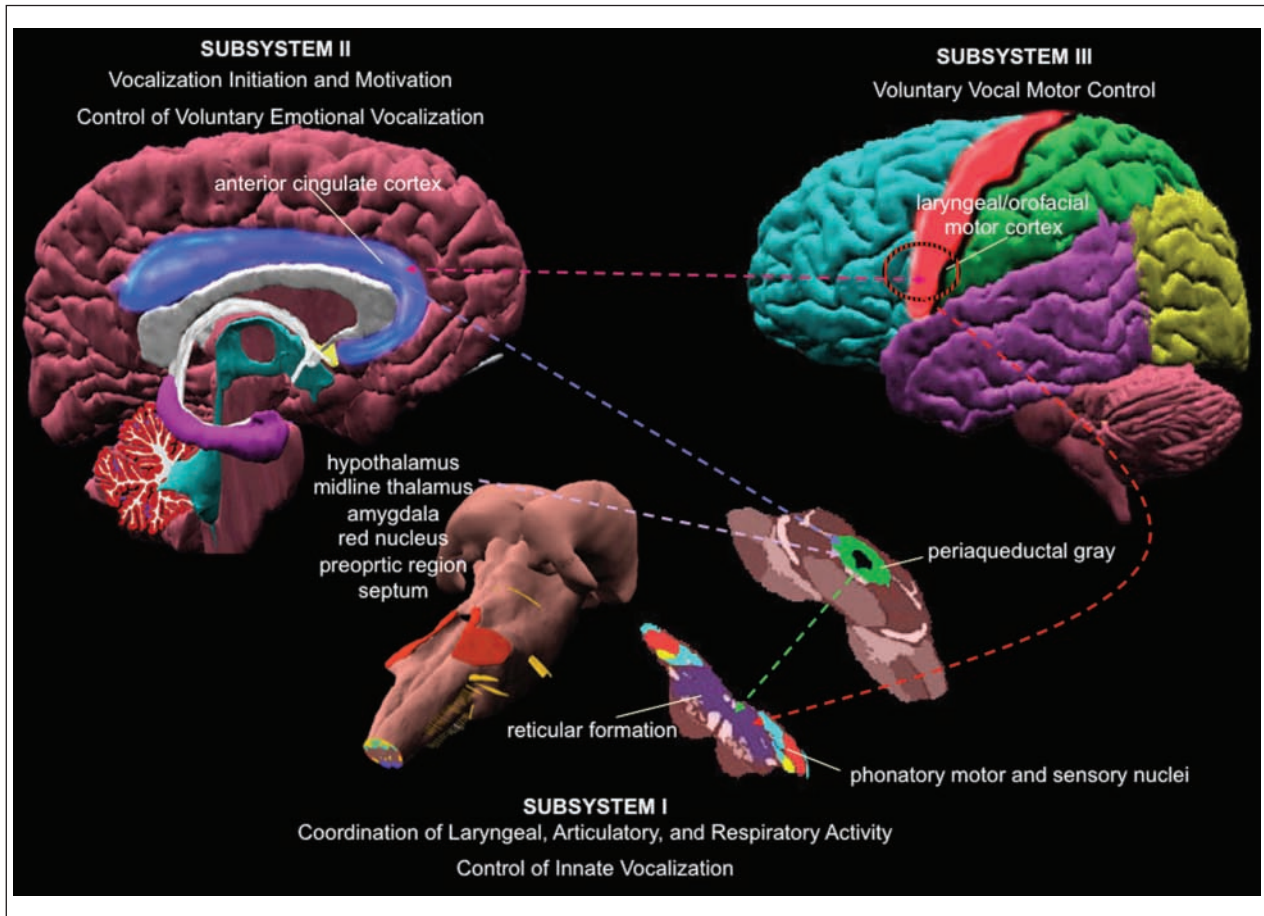 SUBSYSTEM II
Vocalization Initiation and Motivation
Control of Voluntary Emotional Vocalization
anterior cingulate cortex
SUBSYSTEM III
Voluntary Vocal Motor Control
laryngeal/orofacial
motor cortex
hypothalamus
midline thalamus
amygdala
red nucleus
preoprtic region
septum
periaqueductal gray
reticular formation
phonatory motor and sensory nuclei
SUBSYSTEM I
Coordination of Laryngeal, Articulatory, and Respiratory Activity
Control of Innate Vocalization